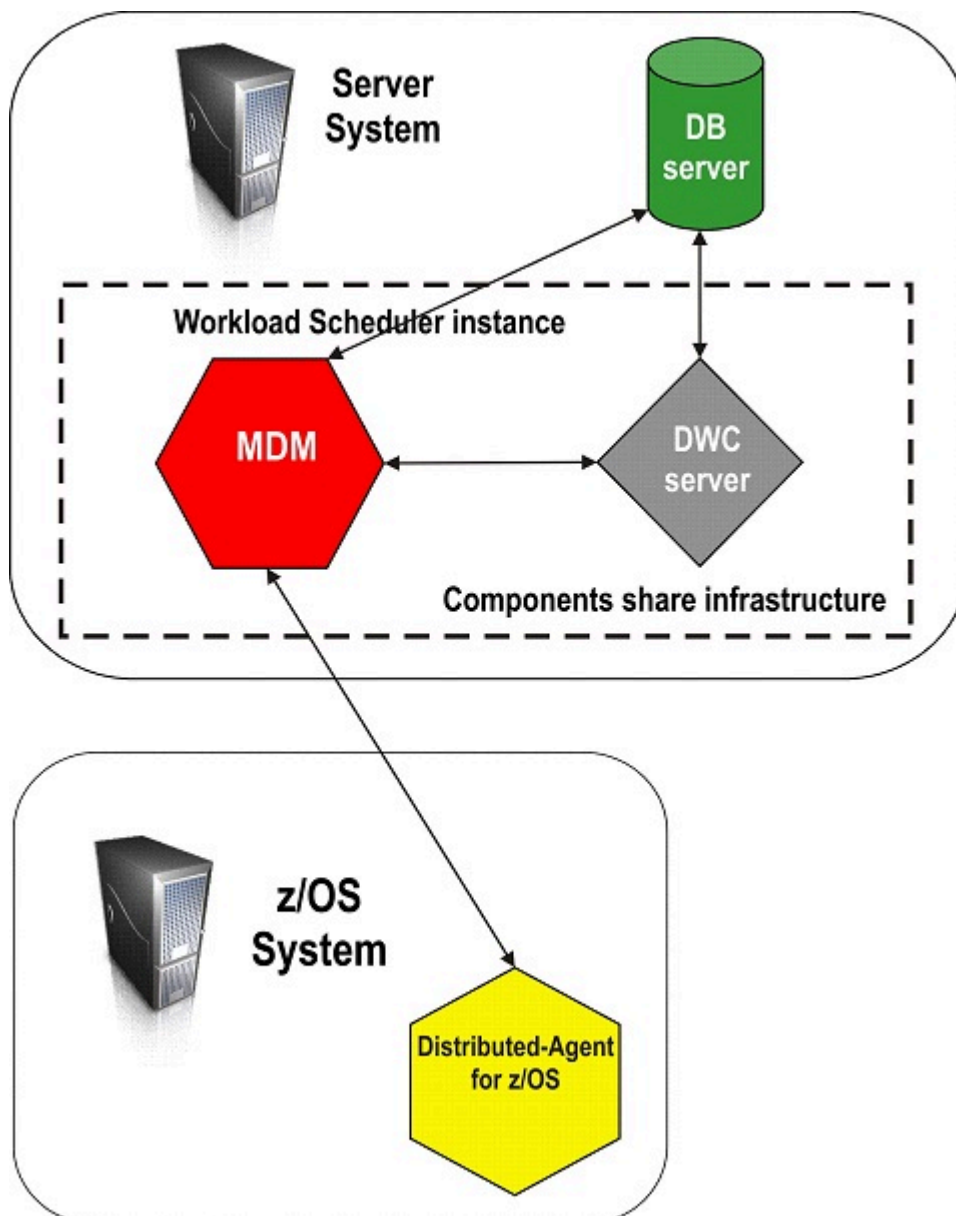 Server
System
DB
server
Workload Scheduler instance
MDM
DWC
server
Components share infrastructure
z/OS
System
Distributed-Agent
for z/OS